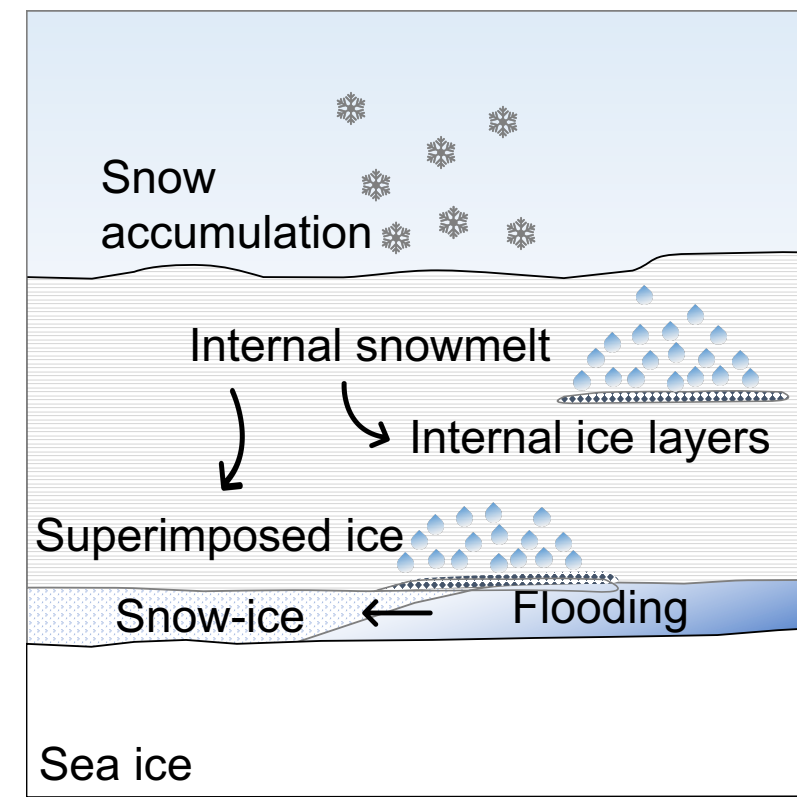 Snow
accumulation
Internal snowmelt
Internal ice layers
Superimposed ice
Snow-ice
Flooding
Sea ice